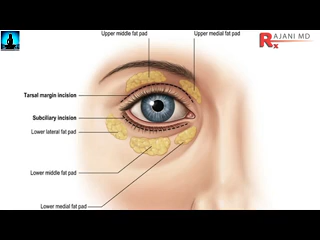 Upper middle fat pad
Upper medial fat pad
RAJANI MD
x
Tarsal margin incision
Subciliary incision
Lower lateral fat pad
Lower middle fat pad
Lower medial fat pad